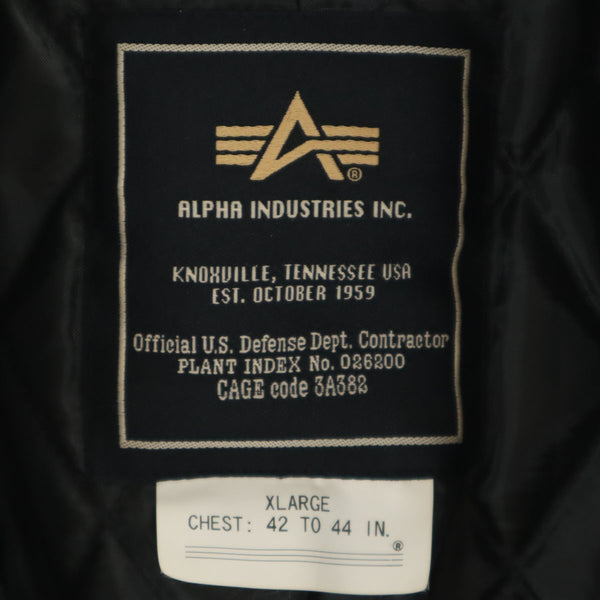 ®
ALPHA INDUSTRIES INC.
KNOXVILLE, TENNESSEE USA
EST. OCTOBER 1959
Official U.S. Defense Dept. Contractor
PLANT INDEX No. 026200
CAGE code 3A382
XLARGE
CHEST: 42 TO 44 IN.
®